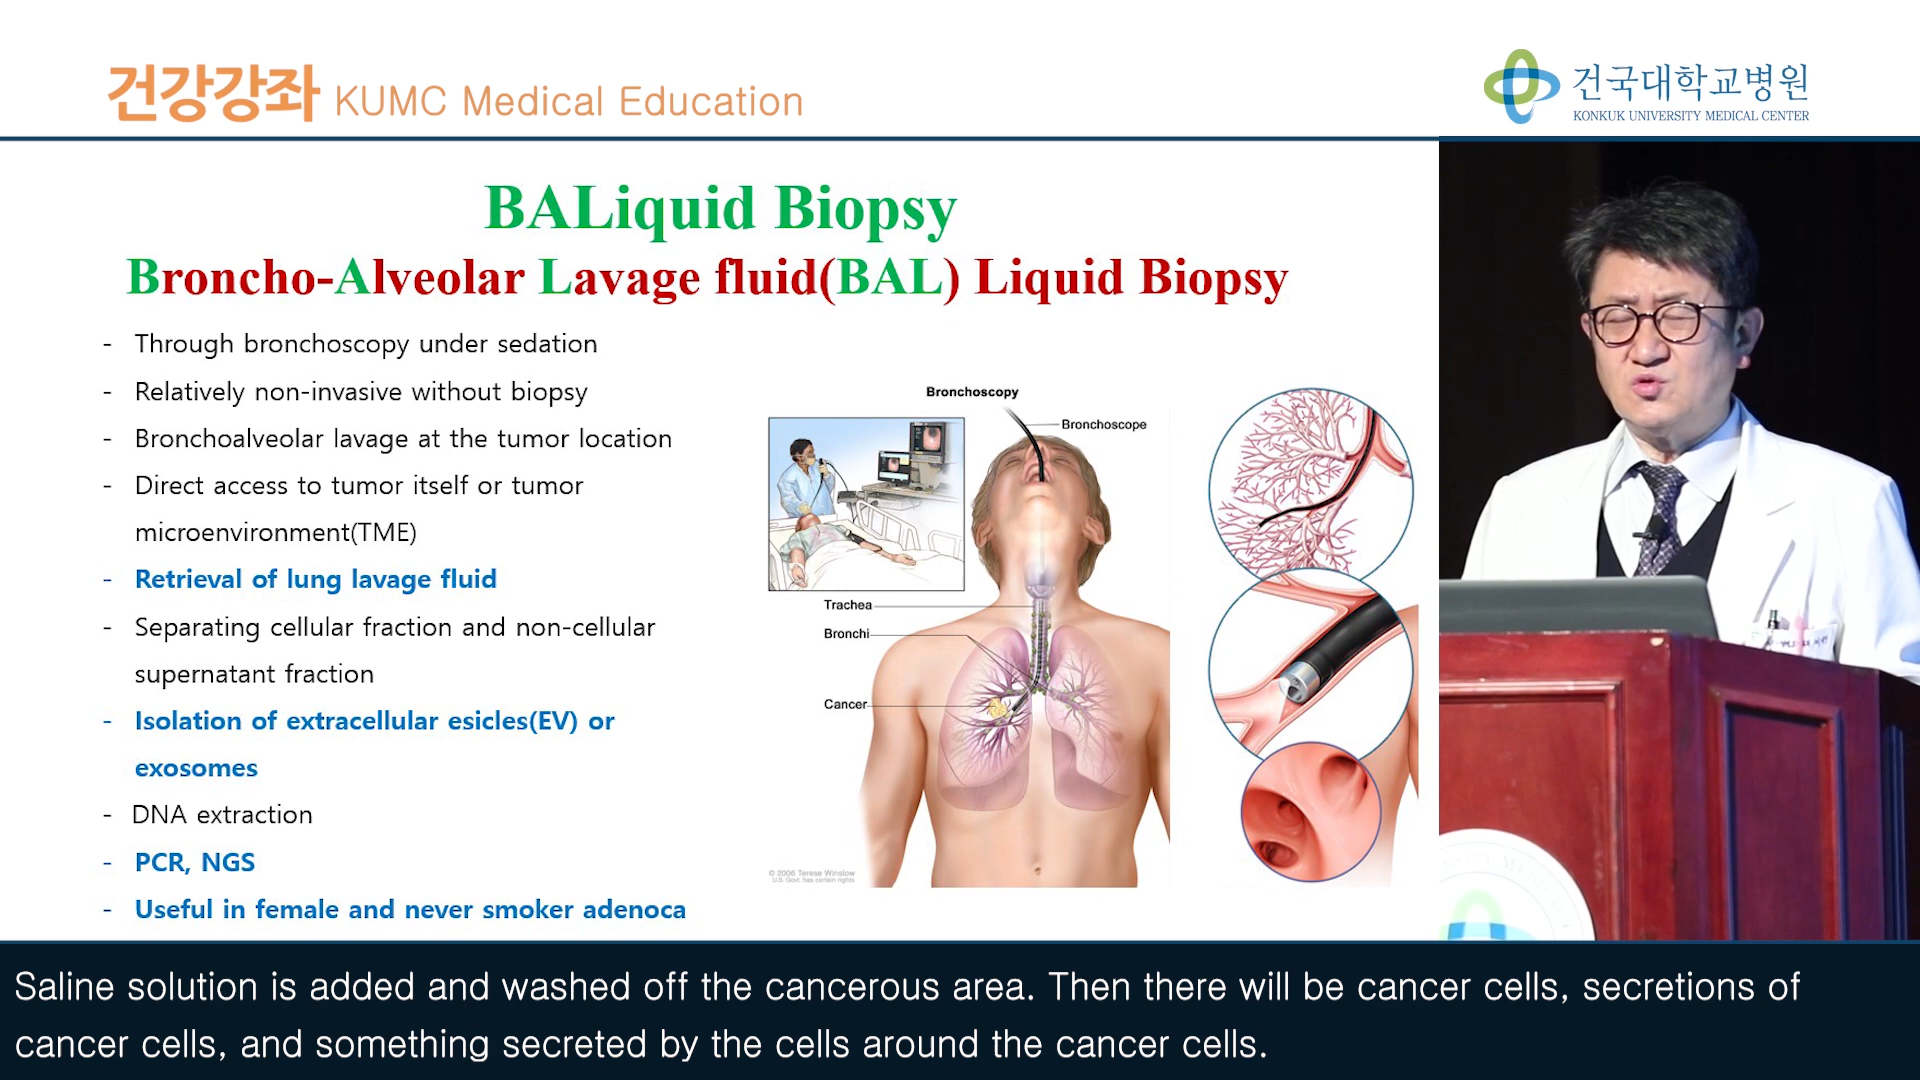 건강강좌 KUMC Medical Education
건국대학교병원
KONKUK UNIVERSITY MEDICAL CENTER
BALiquid Biopsy
Broncho-Alveolar Lavage fluid(BAL) Liquid Biopsy
- Through bronchoscopy under sedation
- Relatively non-invasive without biopsy
- Bronchoalveolar lavage at the tumor location
- Direct access to tumor itself or tumor
microenvironment(TME)
- Retrieval of lung lavage fluid
- Separating cellular fraction and non-cellular
supernatant fraction
- Isolation of extracellular esicles(EV) or
exosomes
- DNA extraction
- PCR, NGS
- Useful in female and never smoker adenoca
Bronchoscopy
Bronchoscope
Trachea
Bronchi
Cancer
© 2006 Terese Winslow
U.S. Govt. has certain rights
Saline solution is added and washed off the cancerous area. Then there will be cancer cells, secretions of
cancer cells, and something secreted by the cells around the cancer cells.